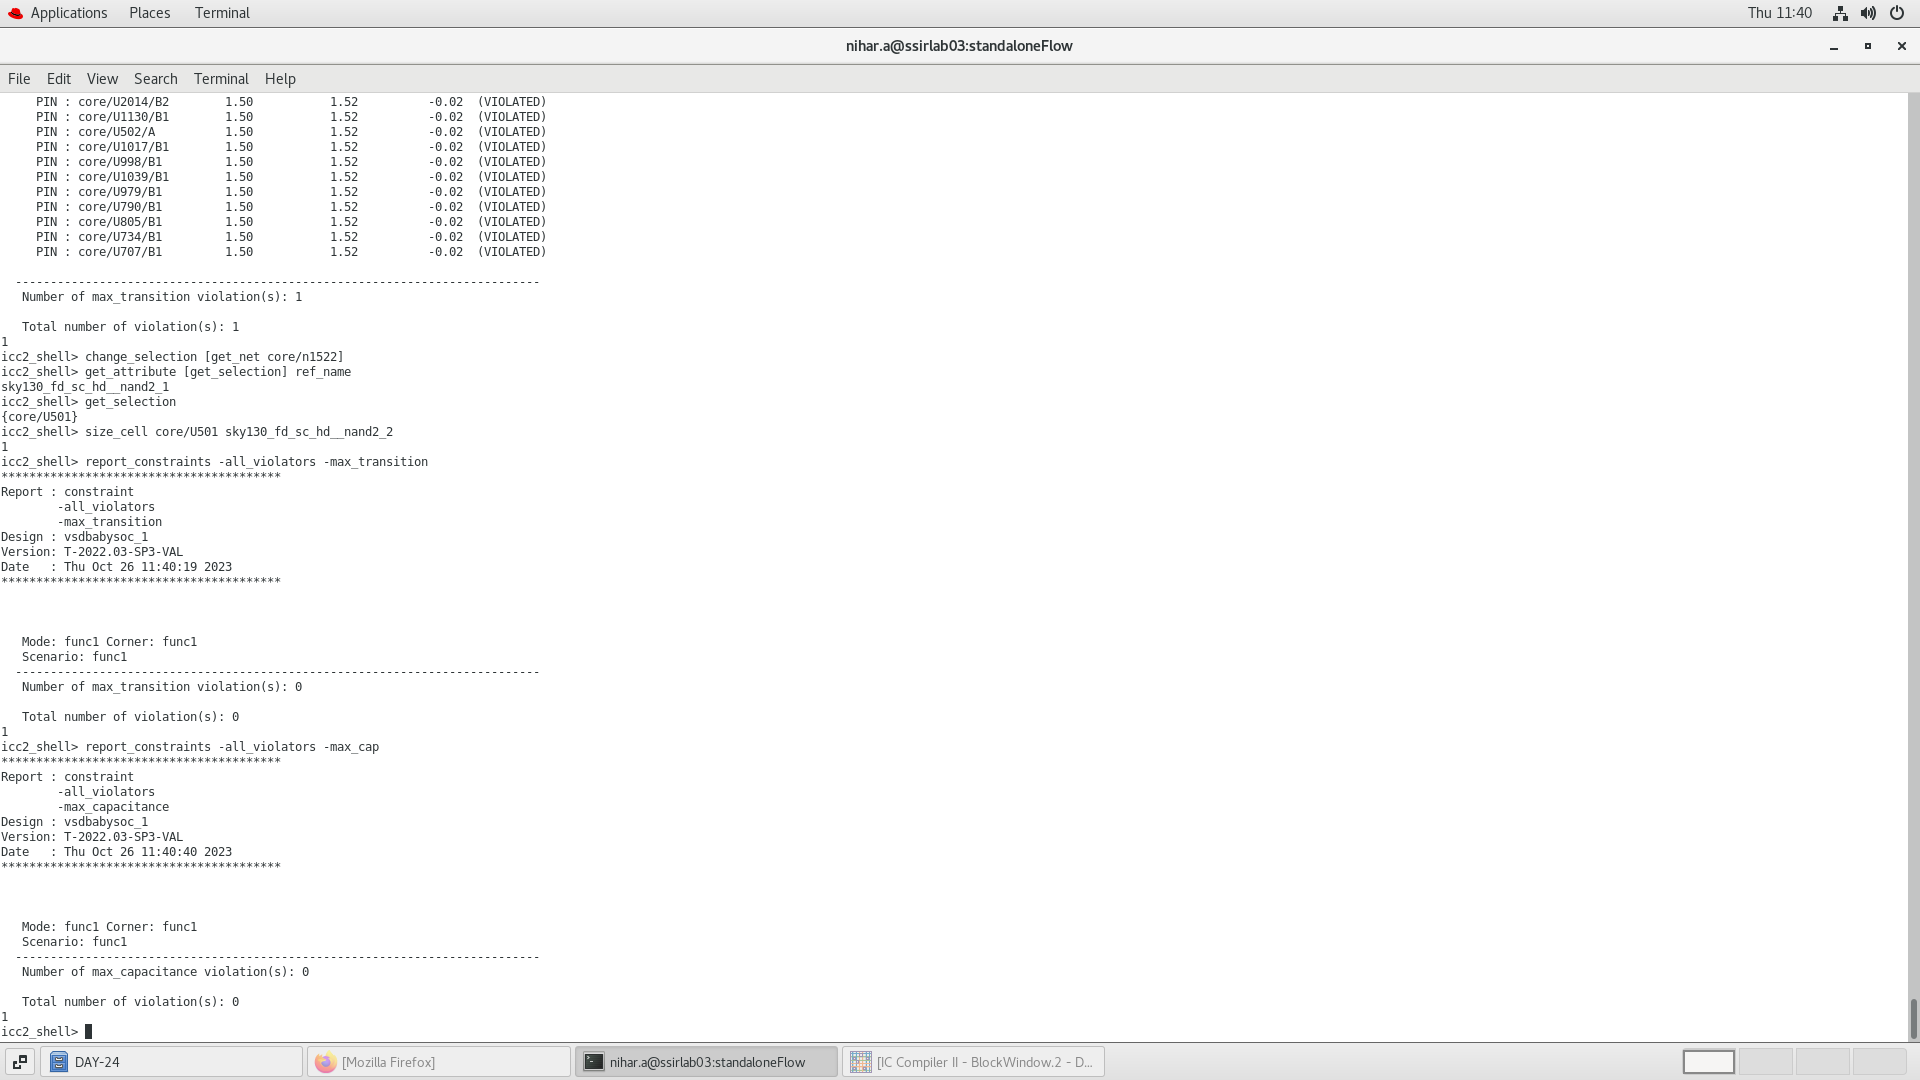 Applications Places Terminal Thu 11:40
nihar.a@ssirlab03:standaloneFlow
File Edit View Search Terminal Help
PIN : core/U2014/B2 1.50 1.52 -0.02 (VIOLATED)
PIN : core/U1130/B1 1.50 1.52 -0.02 (VIOLATED)
PIN : core/U502/A 1.50 1.52 -0.02 (VIOLATED)
PIN : core/U1017/B1 1.50 1.52 -0.02 (VIOLATED)
PIN : core/U998/B1 1.50 1.52 -0.02 (VIOLATED)
PIN : core/U1039/B1 1.50 1.52 -0.02 (VIOLATED)
PIN : core/U979/B1 1.50 1.52 -0.02 (VIOLATED)
PIN : core/U790/B1 1.50 1.52 -0.02 (VIOLATED)
PIN : core/U805/B1 1.50 1.52 -0.02 (VIOLATED)
PIN : core/U734/B1 1.50 1.52 -0.02 (VIOLATED)
PIN : core/U707/B1 1.50 1.52 -0.02 (VIOLATED)
---------------------------------------------------------------------------
Number of max_transition violation(s): 1
Total number of violation(s): 1
1
icc2_shell> change_selection [get_net core/n1522]
icc2_shell> get_attribute [get_selection] ref_name
sky130_fd_sc_hd__nand2_1
icc2_shell> get_selection
{core/U501}
icc2_shell> size_cell core/U501 sky130_fd_sc_hd__nand2_2
1
icc2_shell> report_constraints -all_violators -max_transition
****************************************
Report : constraint
-all_violators
-max_transition
Design : vsdbabysoc_1
Version: T-2022.03-SP3-VAL
Date : Thu Oct 26 11:40:19 2023
****************************************
Mode: func1 Corner: func1
Scenario: func1
---------------------------------------------------------------------------
Number of max_transition violation(s): 0
Total number of violation(s): 0
1
icc2_shell> report_constraints -all_violators -max_cap
****************************************
Report : constraint
-all_violators
-max_capacitance
Design : vsdbabysoc_1
Version: T-2022.03-SP3-VAL
Date : Thu Oct 26 11:40:40 2023
****************************************
Mode: func1 Corner: func1
Scenario: func1
---------------------------------------------------------------------------
Number of max_capacitance violation(s): 0
Total number of violation(s): 0
1
icc2_shell>
DAY-24 [Mozilla Firefox] nihar.a@ssirlab03:standaloneFlow [IC Compiler II - BlockWindow.2 - D...